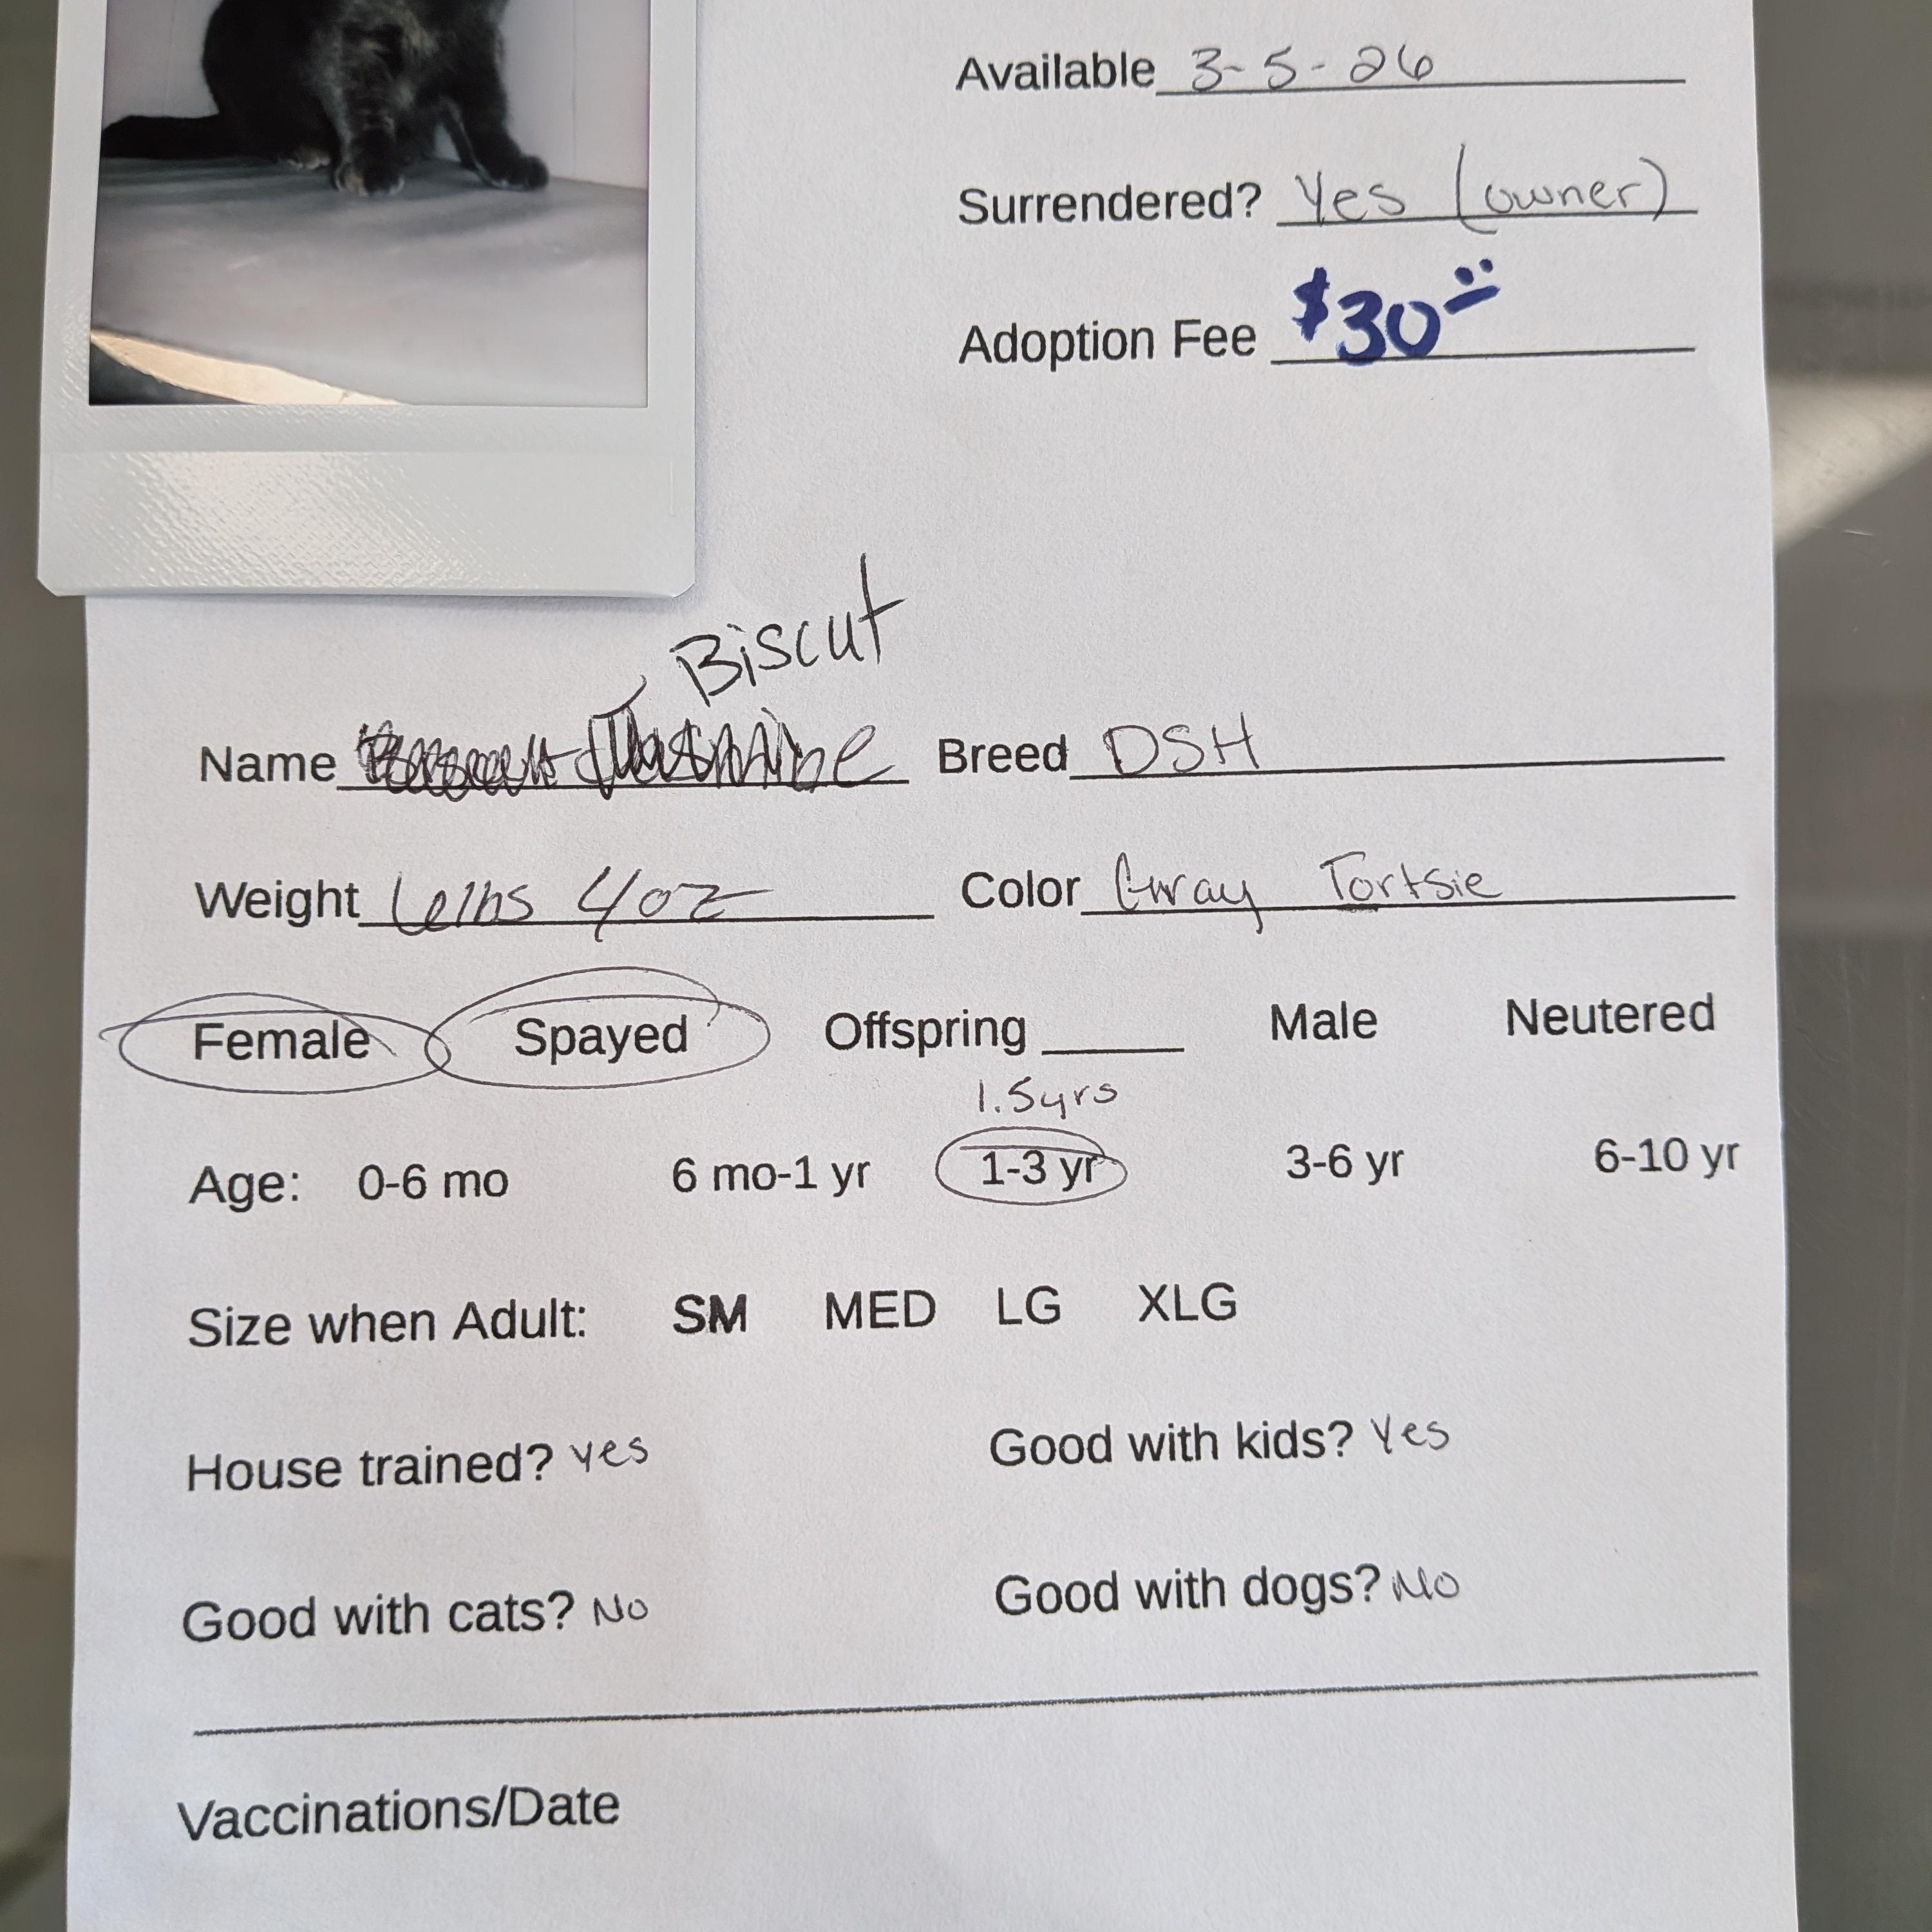 Available 3-5-26
Surrendered? Yes (owner)
Adoption Fee $30
Biscut
Name Jasmine Breed DSH
Weight 6lbs 4oz Color Gray Tortsie
Female Spayed Offspring Male Neutered
1.5yrs
Age: 0-6 mo 6 mo-1 yr 1-3 yr 3-6 yr 6-10 yr
Size when Adult: SM MED LG XLG
House trained? yes Good with kids? Yes
Good with cats? No Good with dogs? No
Vaccinations/Date